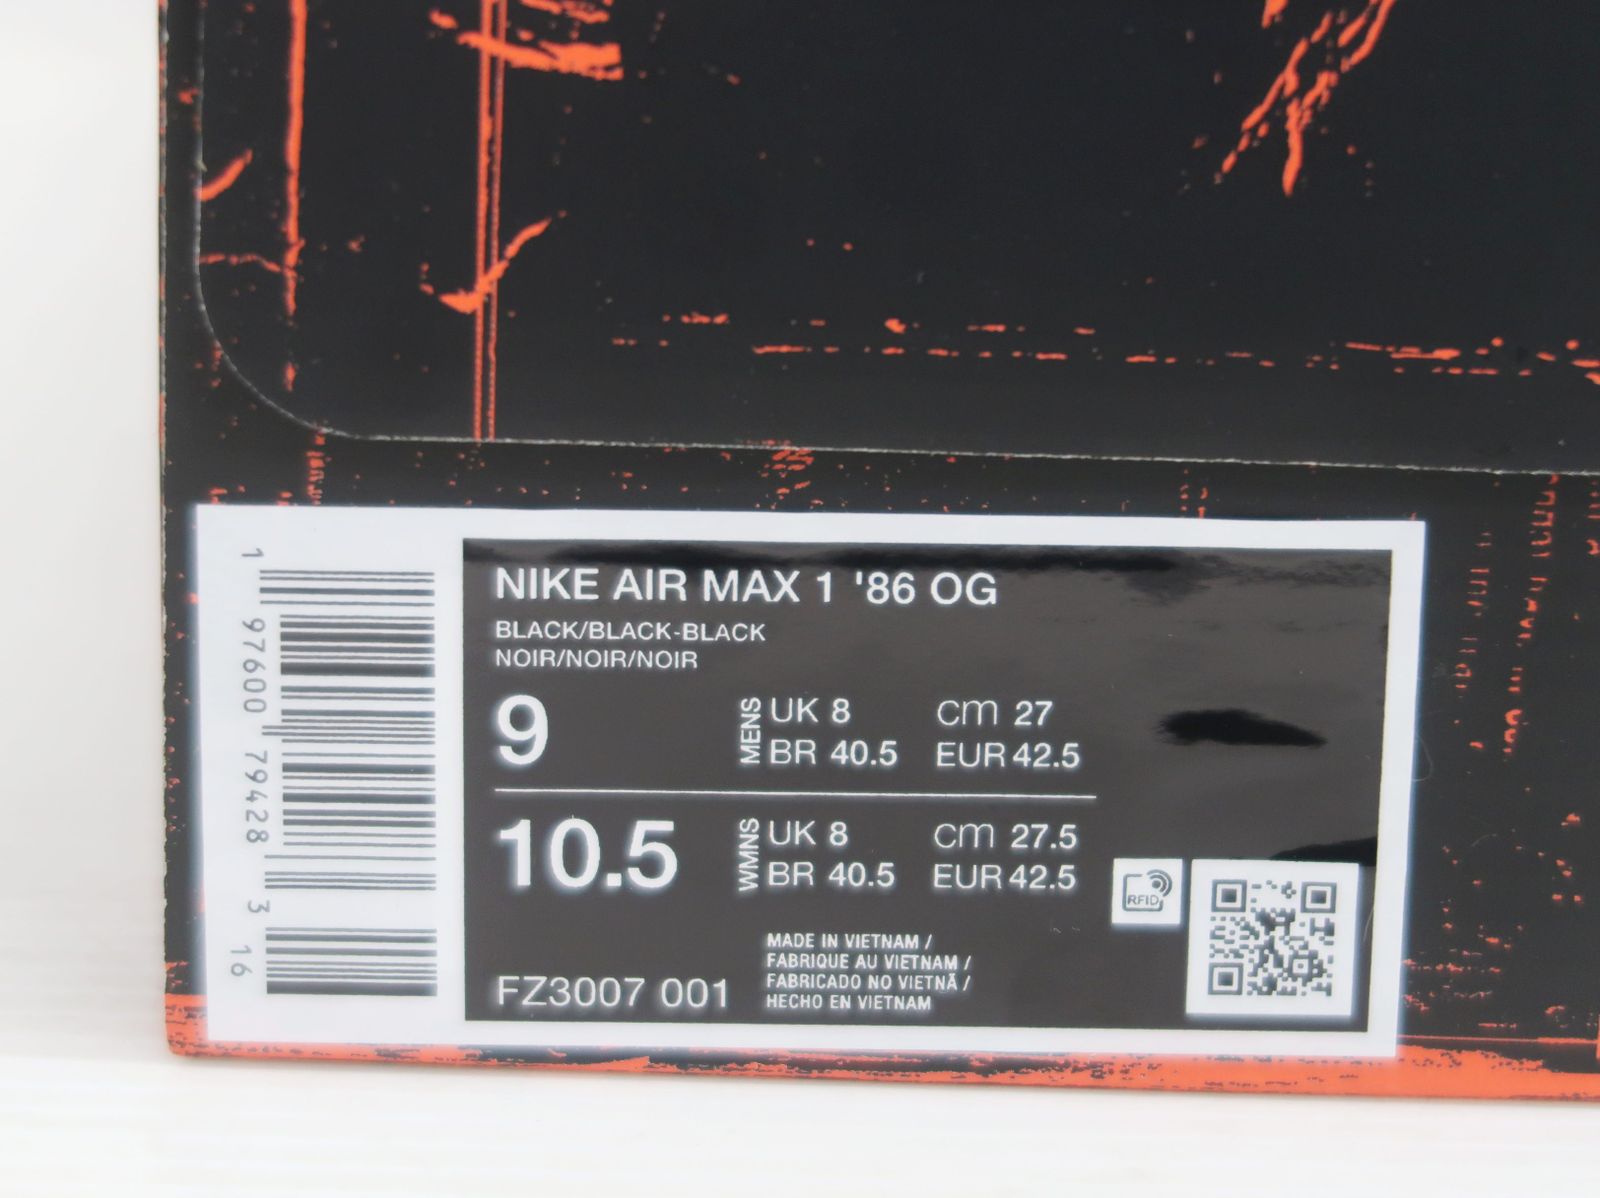 1 97600 79428 3 16
NIKE AIR MAX 1 '86 OG
BLACK/BLACK-BLACK
NOIR/NOIR/NOIR
9 MENS UK 8 CM 27
BR 40.5 EUR 42.5
10.5 WMNS UK 8 CM 27.5
BR 40.5 EUR 42.5
RFID
MADE IN VIETNAM /
FABRIQUE AU VIETNAM /
FABRICADO NO VIETNÃ /
HECHO EN VIETNAM
FZ3007 001